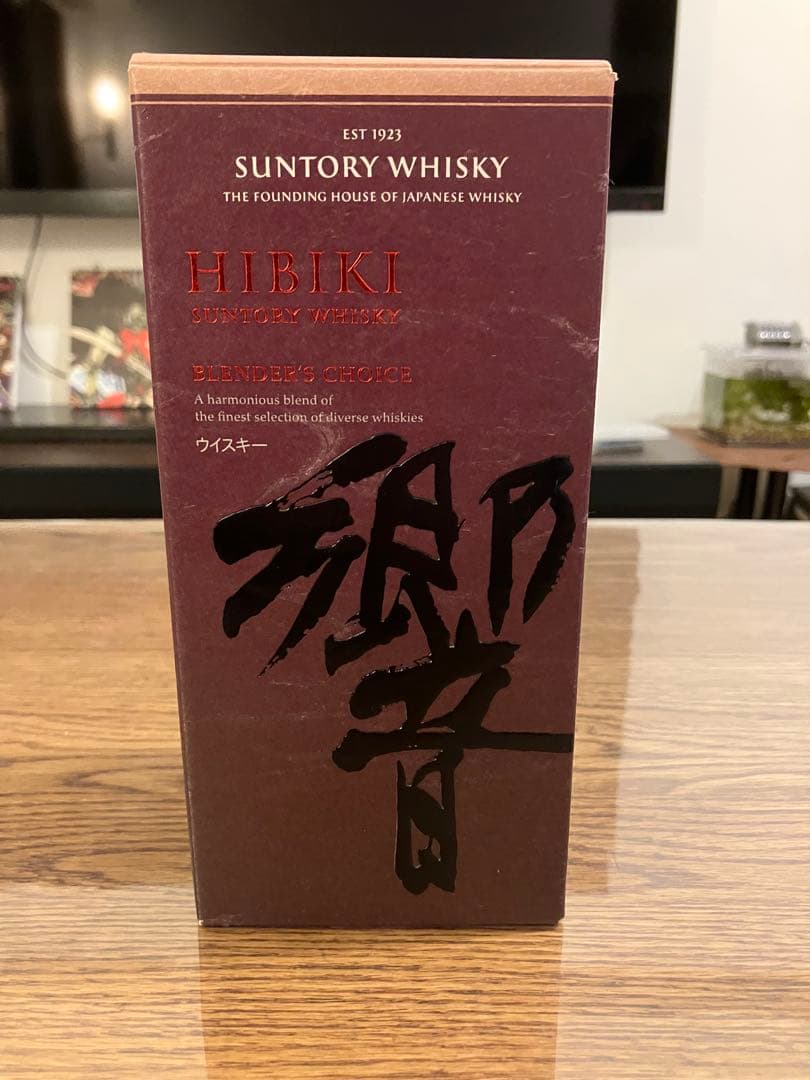 EST 1923
SUNTORY WHISKY
THE FOUNDING HOUSE OF JAPANESE WHISKY
HIBIKI
SUNTORY WHISKY
BLENDER'S CHOICE
A harmonious blend of
the finest selection of diverse whiskies
ウイスキー
響